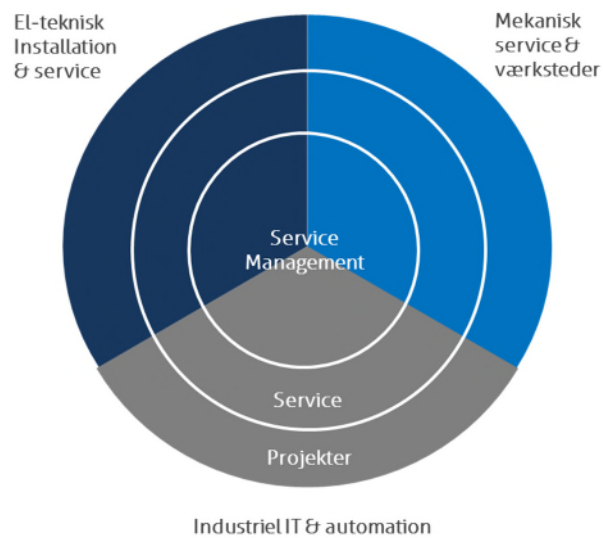 El-teknisk
Installation
& service
Mekanisk
service &
værksteder
Service
Management
Service
Projekter
Industriel IT & automation